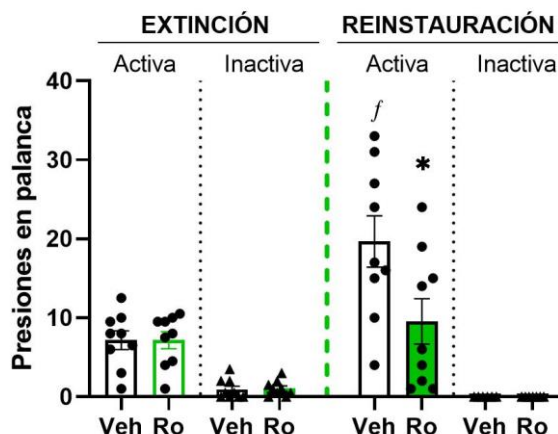 EXTINCIÓN REINSTAURACIÓN
Activa Inactiva Activa Inactiva
Presiones en palanca
40
30
20
10
0
f
*
Veh Ro Veh Ro Veh Ro Veh Ro